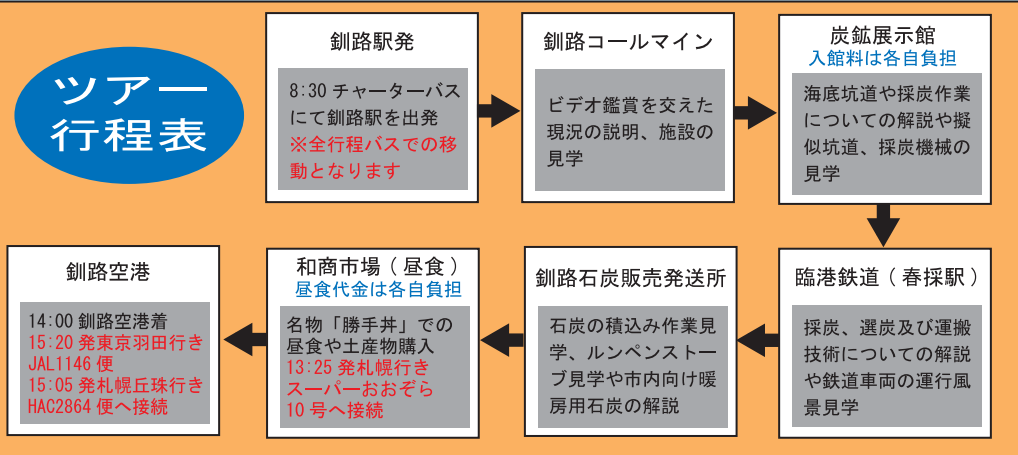 ツアー
行程表
釧路駅発
8:30 チャーターバス
にて釧路駅を出発
※全行程バスでの移
動となります
釧路コールマイン
ビデオ鑑賞を交えた
現況の説明、施設の
見学
炭鉱展示館
入館料は各自負担
海底坑道や採炭作業
についての解説や擬
似坑道、採炭機械の
見学
臨港鉄道(春採駅)
採炭、選炭及び運搬
技術についての解説
や鉄道車両の運行風
景見学
釧路石炭販売発送所
石炭の積込み作業見
学、ルンペンストー
ブ見学や市内向け暖
房用石炭の解説
和商市場(昼食)
昼食代金は各自負担
名物「勝手丼」での
昼食や土産物購入
13:25 発札幌行き
スーパーおおぞら
10 号へ接続
釧路空港
14:00 釧路空港着
15:20 発東京羽田行き
JAL1146 便
15:05 発札幌丘珠行き
HAC2864 便へ接続